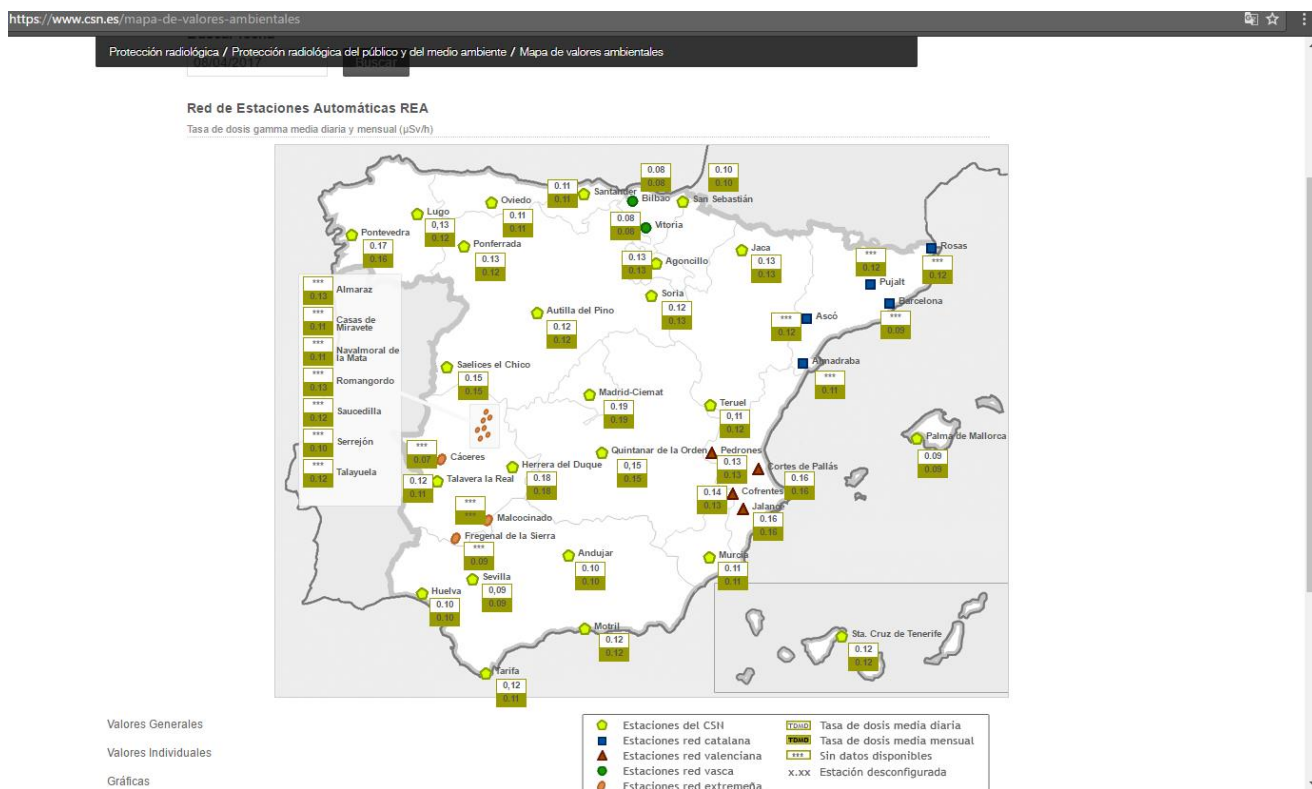 https://www.csn.es/mapa-de-valores-ambientales
Protección radiológica / Protección radiológica del público y del medio ambiente / Mapa de valores ambientales
08/04/2017 Buscar
Red de Estaciones Automáticas REA
Tasa de dosis gamma media diaria y mensual (µSv/h)
Santander
0.11
0.11
Bilbao
0.08
0.08
San Sebastián
0.10
0.10
Oviedo
0.11
0.11
Lugo
0,13
0.12
Vitoria
0.08
0.08
Pontevedra
0.17
0.16
Ponferrada
0.13
0.12
Agoncillo
0.13
0.13
Jaca
0.13
0.13
Rosas
***
0.12
Pujalt
***
0.12
Barcelona
***
0.09
Soria
0.12
0.13
Autilla del Pino
0.12
0.12
Ascó
***
0.12
Almadraba
***
0.11
*** 
0.13 Almaraz
***
0.11 Casas de Miravete
***
0.11 Navalmoral de la Mata
***
0.13 Romangordo
***
0.12 Saucedilla
***
0.10 Serrejón
***
0.12 Talayuela
Saelices el Chico
0.15
0.15
Madrid-Ciemat
0.19
0.19
Teruel
0,11
0.12
Palma de Mallorca
0.09
0.09
Cáceres
***
0.07
Talavera la Real
0.12
0.11
Herrera del Duque
0.18
0.18
Quintanar de la Orden
0,15
0.15
Pedrones
0.13
0.13
Cortes de Pallás
0.16
0.16
Cofrentes
0.14
0.13
Jalance
0.16
0.16
Malcocinado
***
***
Fregenal de la Sierra
***
0.09
Andujar
0.10
0.10
Murcia
0.11
0.11
Sevilla
0,09
0.09
Huelva
0.10
0.10
Motril
0.12
0.12
Tarifa
0,12
0.11
Sta. Cruz de Tenerife
0.12
0.12
Valores Generales
Valores Individuales
Gráficas
Estaciones del CSN
Estaciones red catalana
Estaciones red valenciana
Estaciones red vasca
Estaciones red extremeña
TDMD Tasa de dosis media diaria
TDMD Tasa de dosis media mensual
*** Sin datos disponibles
x.xx Estación desconfigurada